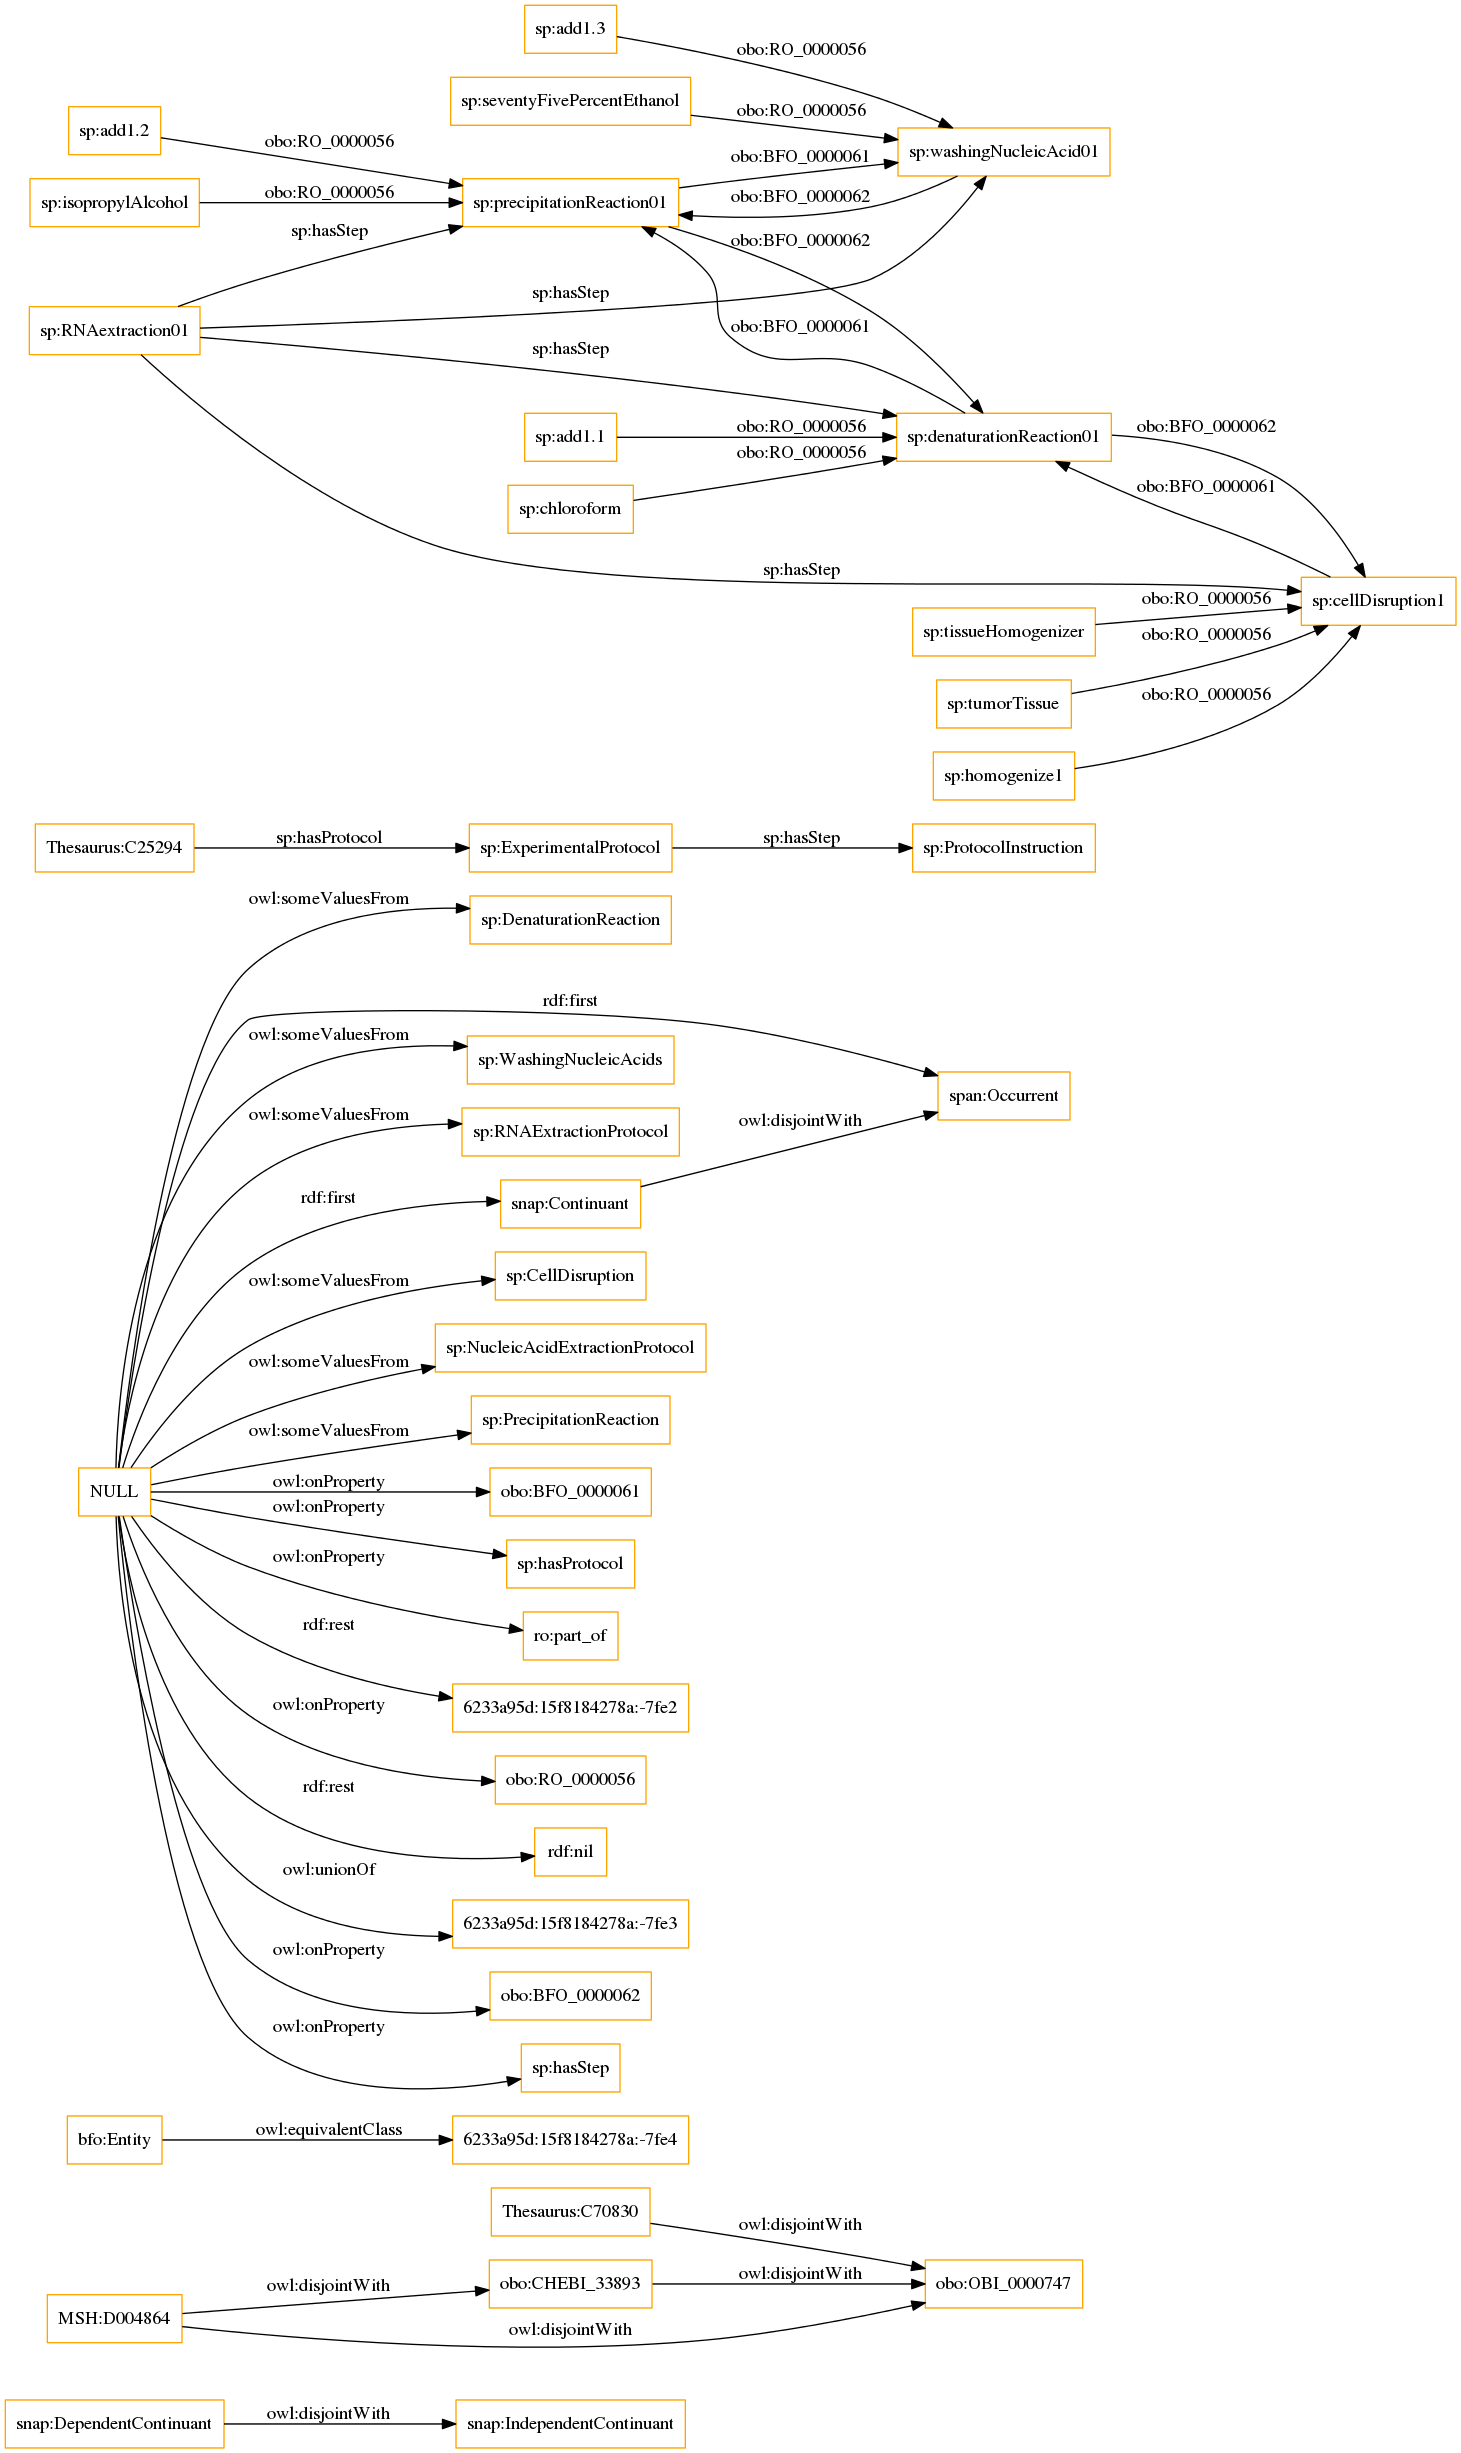 sp:add1.3
obo:RO_0000056
sp:seventyFivePercentEthanol
obo:RO_0000056
sp:add1.2
obo:RO_0000056
sp:washingNucleicAcid01
obo:BFO_0000061
sp:isopropylAlcohol
obo:RO_0000056
sp:precipitationReaction01
obo:BFO_0000062
sp:hasStep
obo:BFO_0000062
sp:hasStep
sp:RNAextraction01
obo:BFO_0000061
sp:hasStep
sp:add1.1
obo:RO_0000056
sp:denaturationReaction01
obo:BFO_0000062
obo:RO_0000056
obo:BFO_0000061
sp:chloroform
sp:hasStep
sp:cellDisruption1
obo:RO_0000056
sp:tissueHomogenizer
obo:RO_0000056
sp:tumorTissue
obo:RO_0000056
sp:homogenize1
Thesaurus:C25294
sp:hasProtocol
sp:ExperimentalProtocol
sp:hasStep
sp:ProtocolInstruction
owl:someValuesFrom
sp:DenaturationReaction
rdf:first
owl:someValuesFrom
sp:WashingNucleicAcids
span:Occurrent
owl:someValuesFrom
sp:RNAExtractionProtocol
owl:disjointWith
rdf:first
snap:Continuant
owl:someValuesFrom
sp:CellDisruption
owl:someValuesFrom
sp:NucleicAcidExtractionProtocol
owl:someValuesFrom
sp:PrecipitationReaction
NULL
owl:onProperty
obo:BFO_0000061
owl:onProperty
sp:hasProtocol
owl:onProperty
ro:part_of
rdf:rest
6233a95d:15f8184278a:-7fe2
owl:onProperty
obo:RO_0000056
rdf:rest
rdf:nil
owl:unionOf
6233a95d:15f8184278a:-7fe3
owl:onProperty
obo:BFO_0000062
owl:onProperty
sp:hasStep
bfo:Entity
owl:equivalentClass
6233a95d:15f8184278a:-7fe4
Thesaurus:C70830
owl:disjointWith
MSH:D004864
owl:disjointWith
obo:CHEBI_33893
owl:disjointWith
obo:OBI_0000747
owl:disjointWith
snap:DependentContinuant
owl:disjointWith
snap:IndependentContinuant